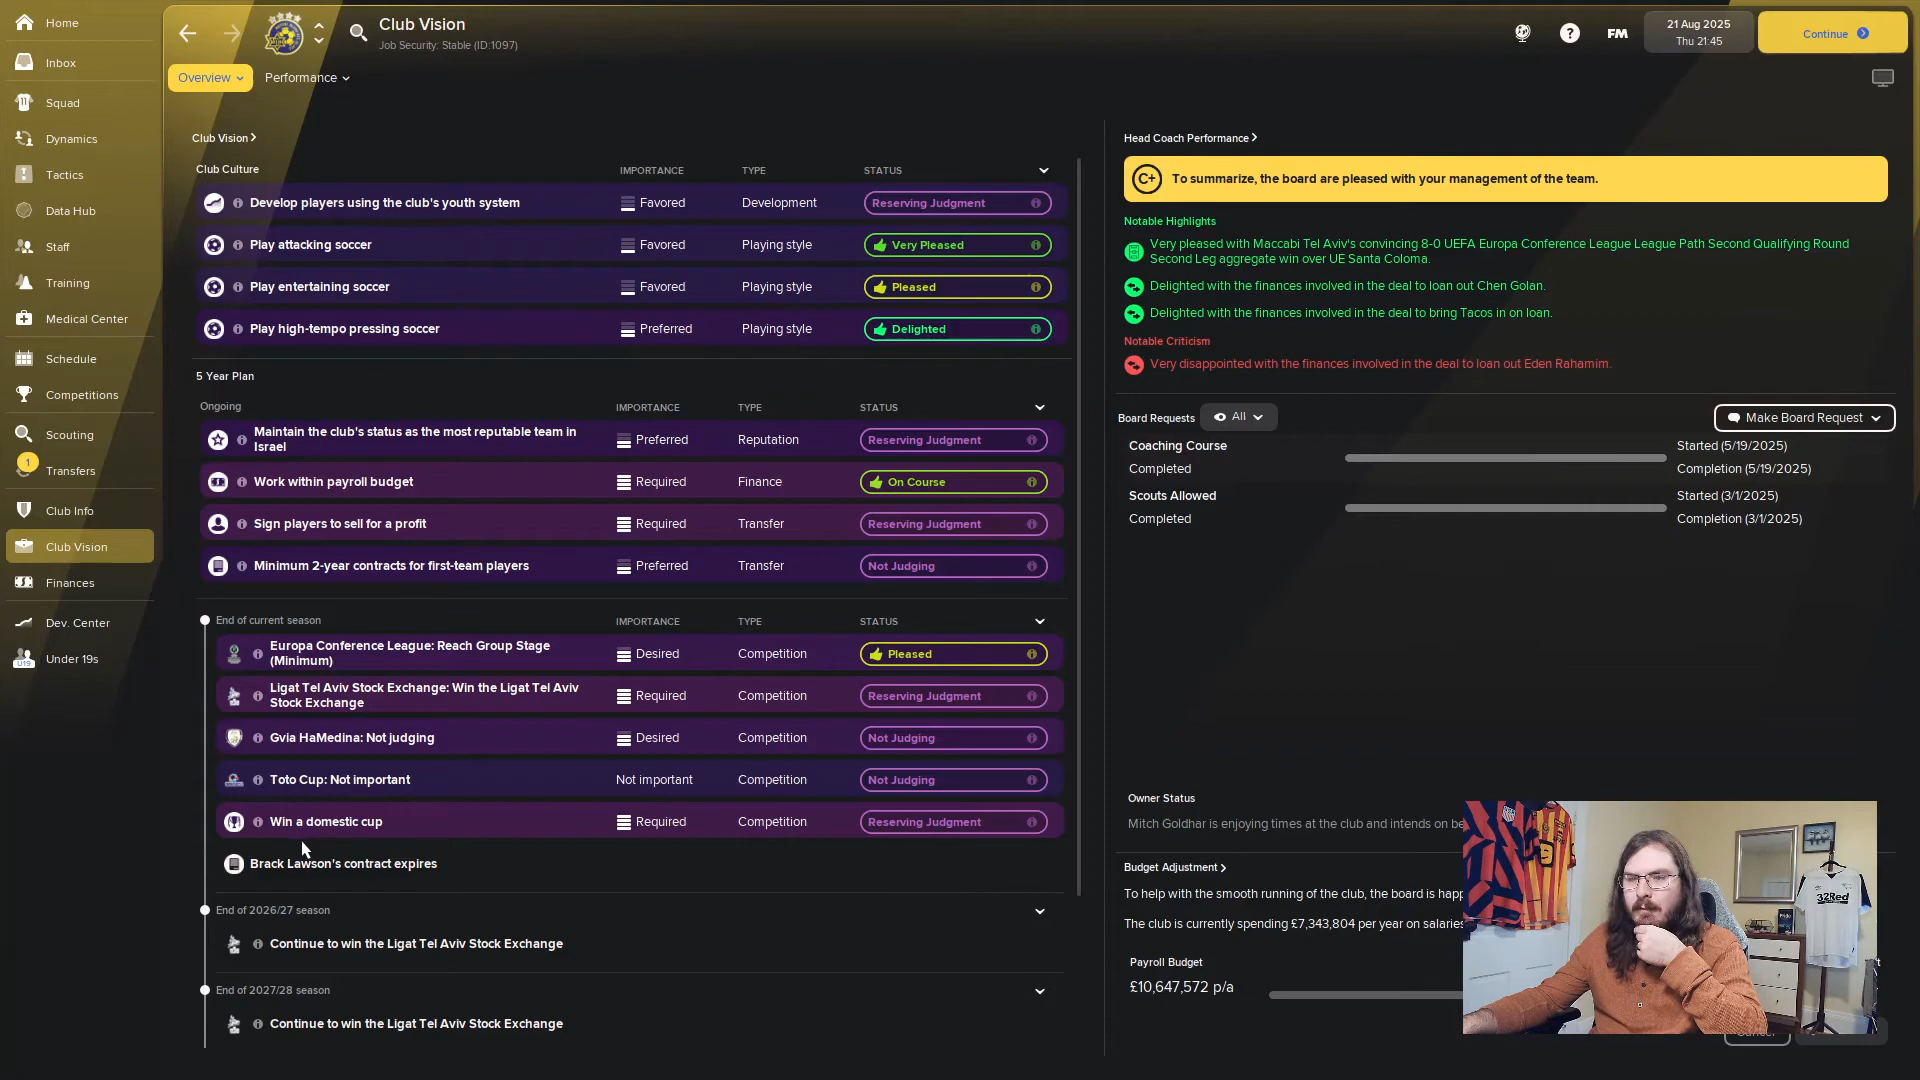 Home
Inbox
Squad
Dynamics
Tactics
Data Hub
Staff
Training
Medical Center
Schedule
Competitions
Scouting
1
Transfers
Club Info
Club Vision
Finances
Dev. Center
U19
Under 19s
Club Vision
Job Security: Stable (ID:1097)
FM
21 Aug 2025
Thu 21:45
Continue
Overview
Performance
Club Vision
Club Culture
IMPORTANCE
TYPE
STATUS
Develop players using the club's youth system
Favored
Development
Reserving Judgment
Play attacking soccer
Favored
Playing style
Very Pleased
Play entertaining soccer
Favored
Playing style
Pleased
Play high-tempo pressing soccer
Preferred
Playing style
Delighted
5 Year Plan
Ongoing
IMPORTANCE
TYPE
STATUS
Maintain the club's status as the most reputable team in
Israel
Preferred
Reputation
Reserving Judgment
Work within payroll budget
Required
Finance
On Course
Sign players to sell for a profit
Required
Transfer
Reserving Judgment
Minimum 2-year contracts for first-team players
Preferred
Transfer
Not Judging
End of current season
IMPORTANCE
TYPE
STATUS
Europa Conference League: Reach Group Stage
(Minimum)
Desired
Competition
Pleased
Ligat Tel Aviv Stock Exchange: Win the Ligat Tel Aviv
Stock Exchange
Required
Competition
Reserving Judgment
Gvia HaMedina: Not judging
Desired
Competition
Not Judging
Toto Cup: Not important
Not important
Competition
Not Judging
Win a domestic cup
Required
Competition
Reserving Judgment
Brack Lawson's contract expires
End of 2026/27 season
Continue to win the Ligat Tel Aviv Stock Exchange
End of 2027/28 season
Continue to win the Ligat Tel Aviv Stock Exchange
Head Coach Performance
C+
To summarize, the board are pleased with your management of the team.
Notable Highlights
Very pleased with Maccabi Tel Aviv's convincing 8-0 UEFA Europa Conference League League Path Second Qualifying Round
Second Leg aggregate win over UE Santa Coloma.
Delighted with the finances involved in the deal to loan out Chen Golan.
Delighted with the finances involved in the deal to bring Tacos in on loan.
Notable Criticism
Very disappointed with the finances involved in the deal to loan out Eden Rahamim.
Board Requests
All
Make Board Request
Coaching Course
Started (5/19/2025)
Completed
Completion (5/19/2025)
Scouts Allowed
Started (3/1/2025)
Completed
Completion (3/1/2025)
Owner Status
Mitch Goldhar is enjoying times at the club and intends on be
Budget Adjustment
To help with the smooth running of the club, the board is happ
The club is currently spending £7,343,804 per year on salaries
Payroll Budget
£10,647,572 p/a
32Red